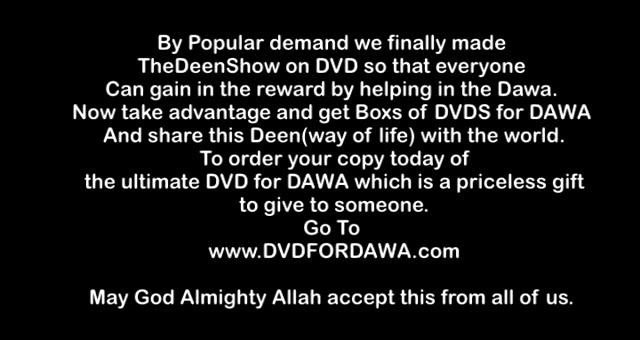 By Popular demand we finally made
TheDeenShow on DVD so that everyone
Can gain in the reward by helping in the Dawa.
Now take advantage and get Boxs of DVDS for DAWA
And share this Deen(way of life) with the world.
To order your copy today of
the ultimate DVD for DAWA which is a priceless gift
to give to someone.
Go To
www.DVDFORDAWA.com
May God Almighty Allah accept this from all of us.